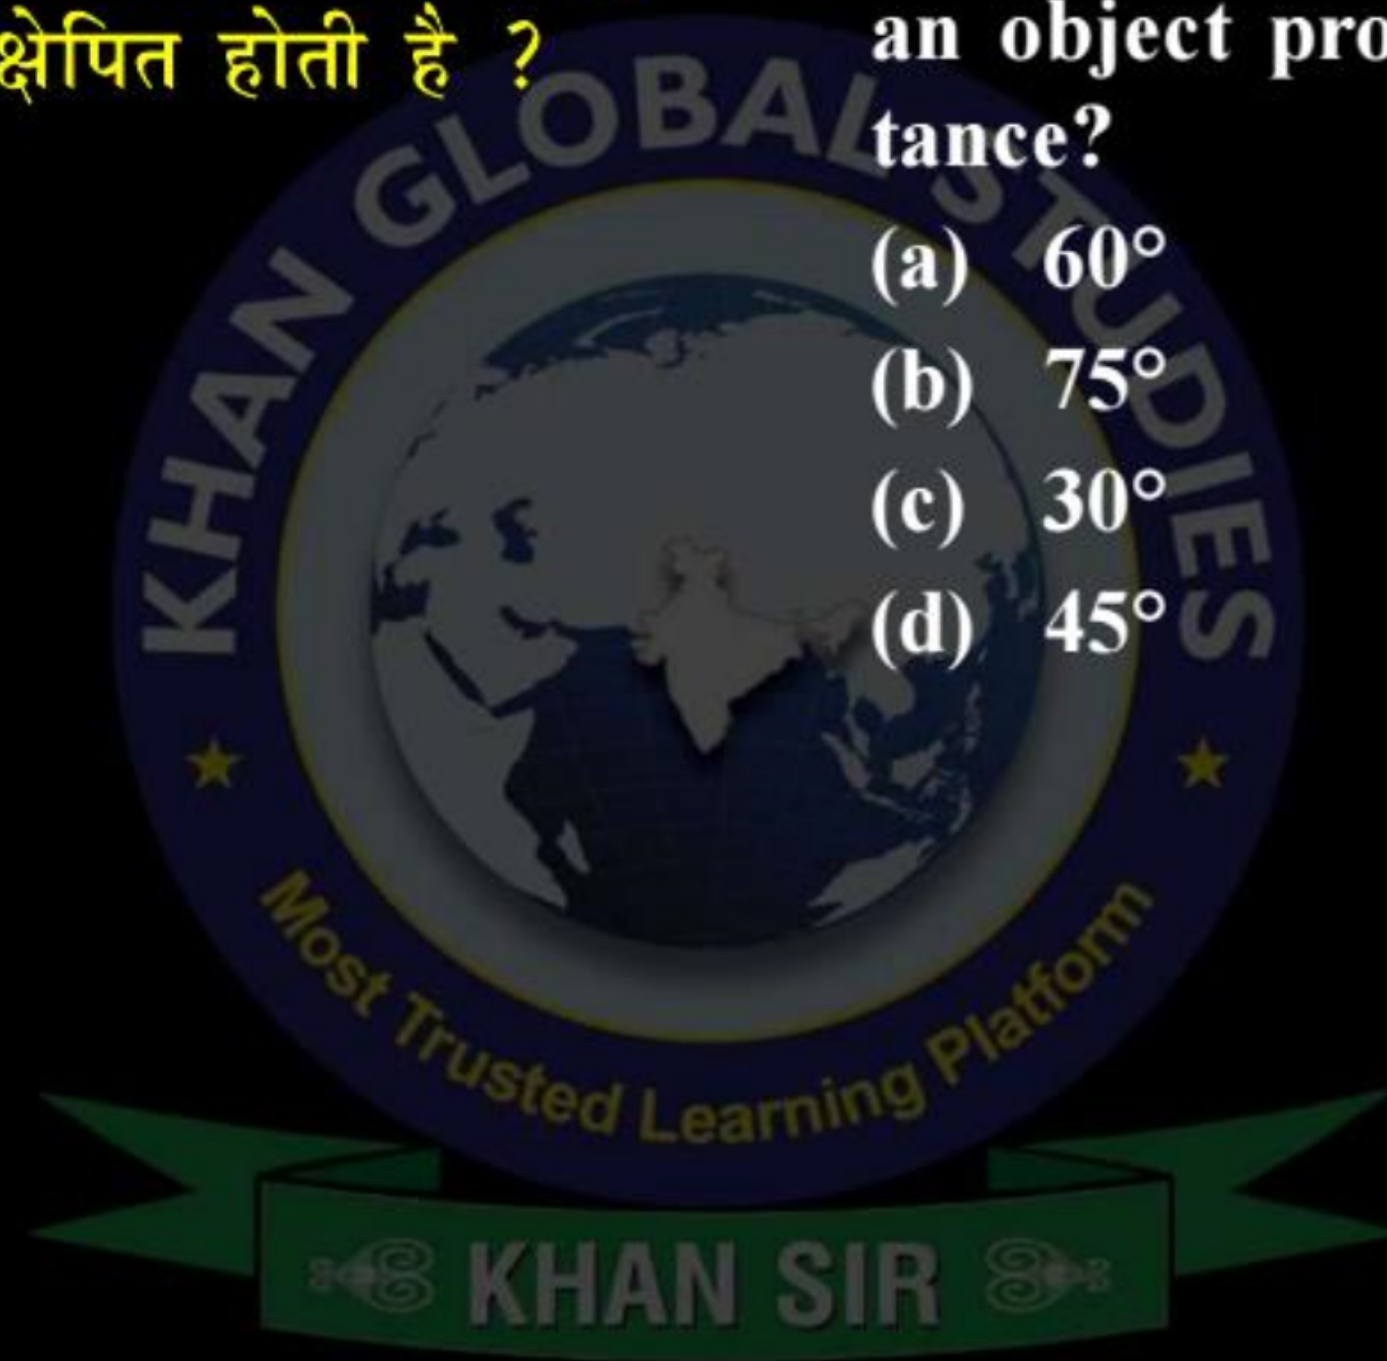 क्षेपित होती है ?
an object pro
tance?
(a) 60°
(b) 75°
(c) 30°
(d) 45°
KHAN GLOBAL STUDIES
Most Trusted Learning Platform
KHAN SIR